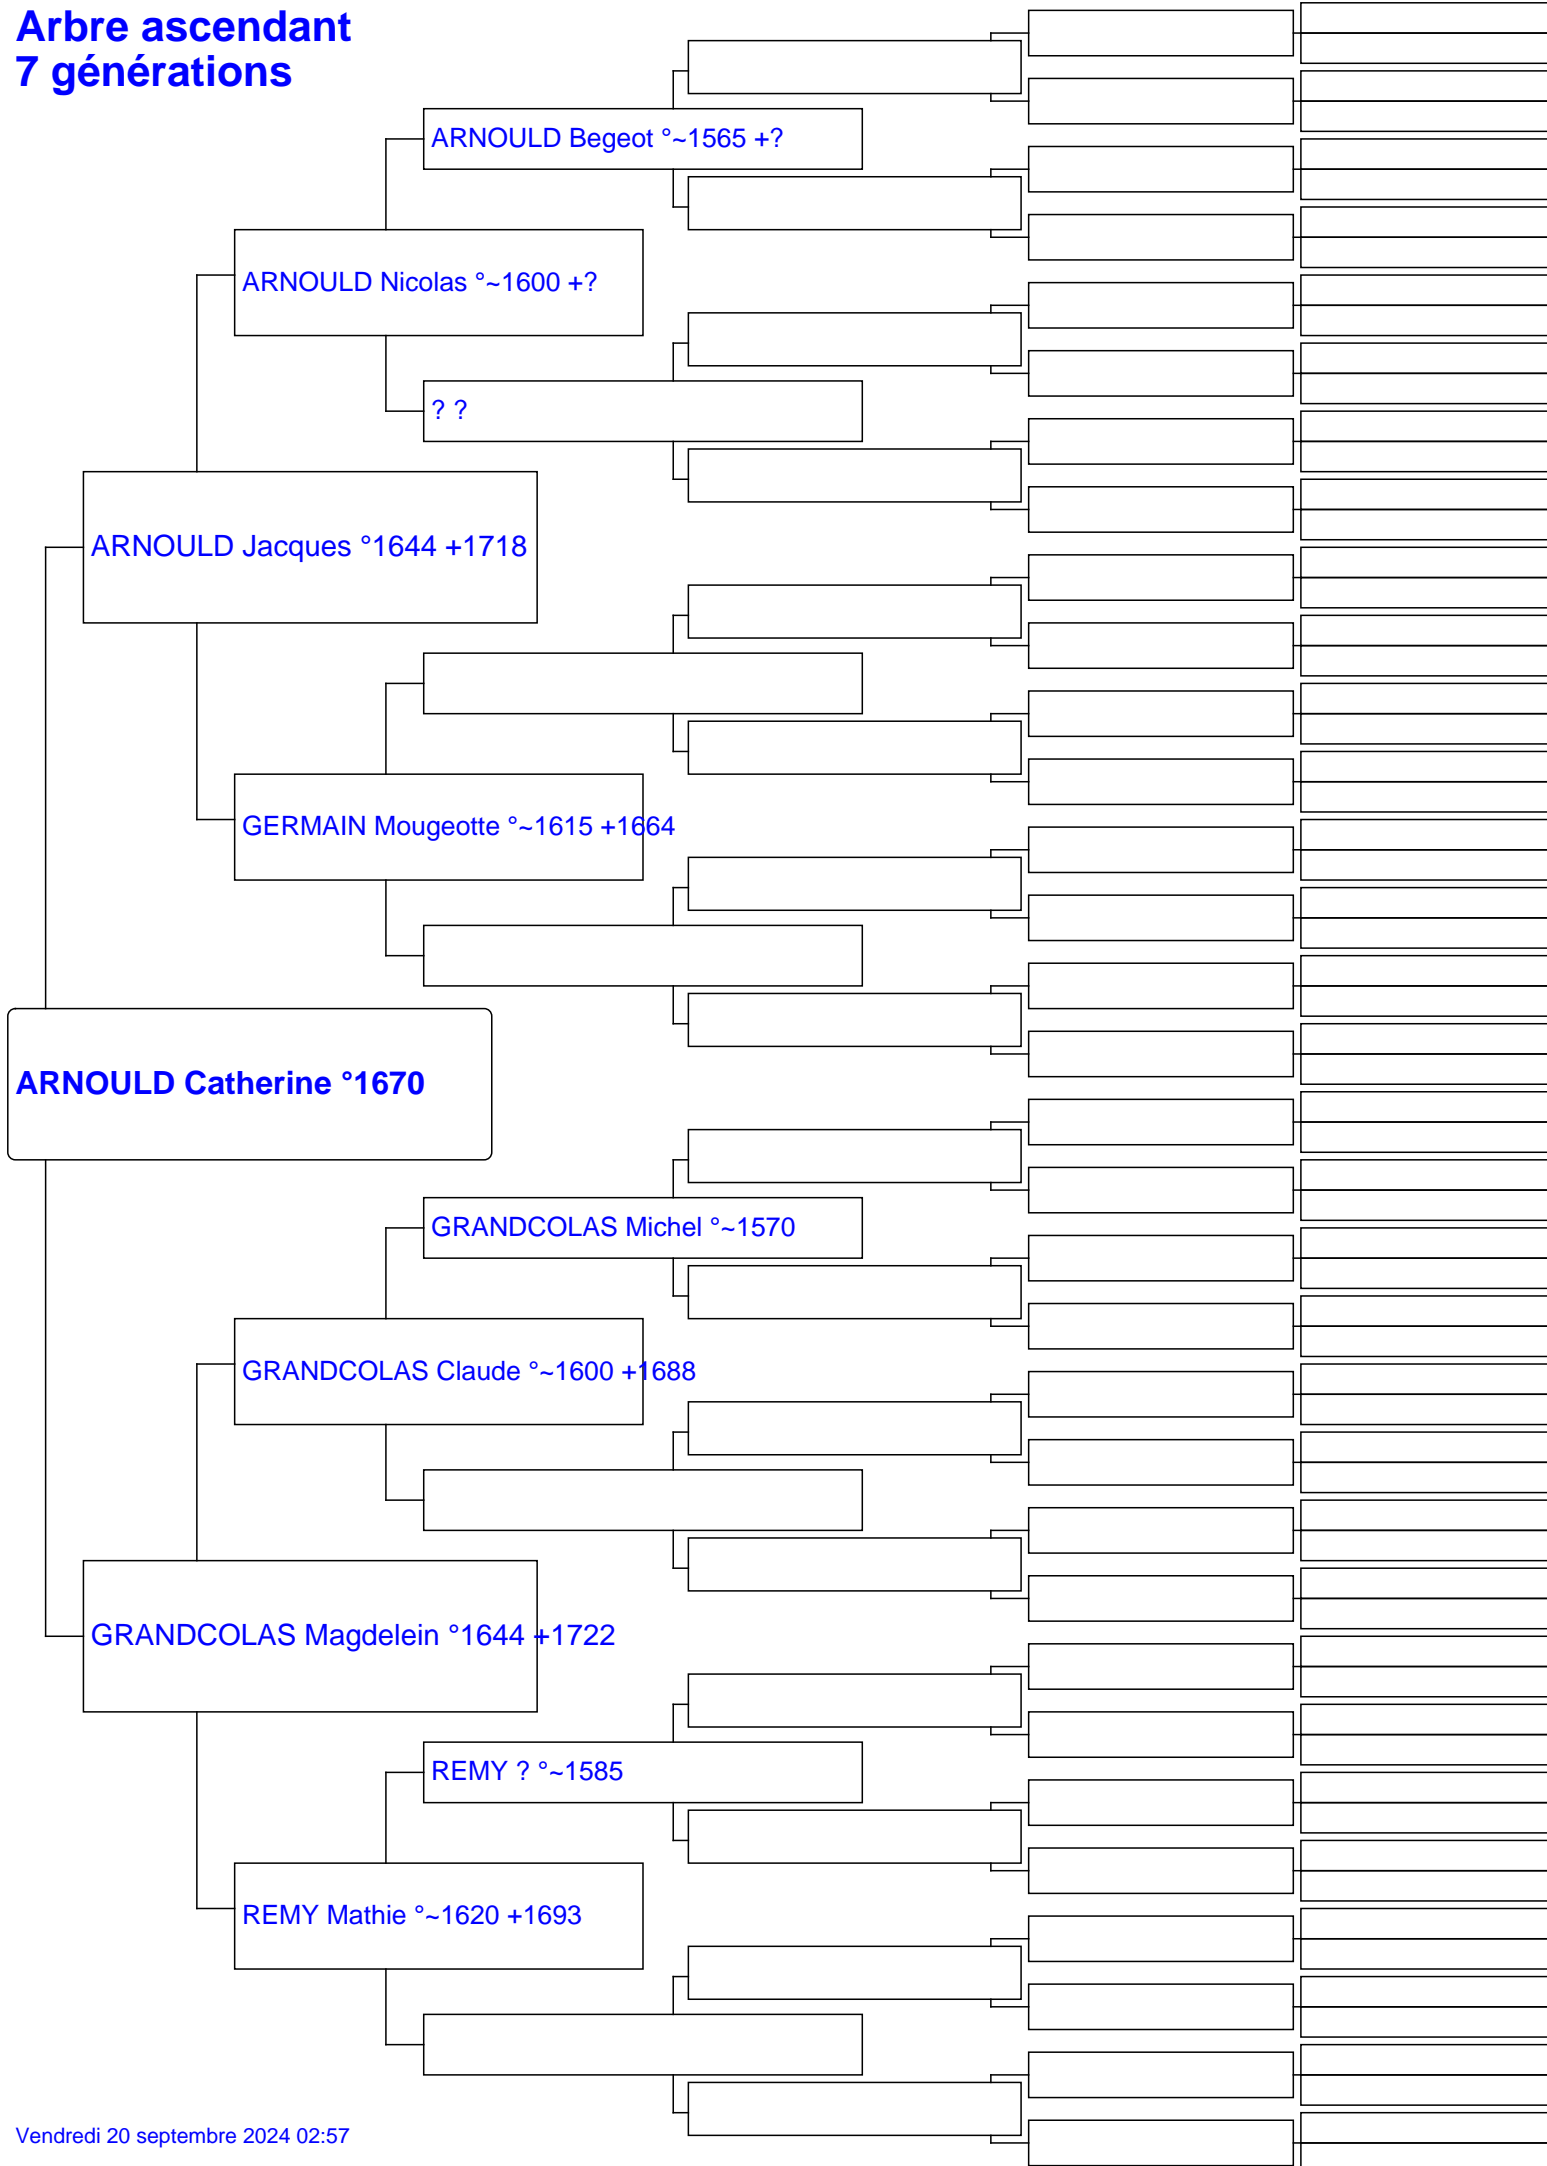 Arbre ascendant
7 générations
ARNOULD Begeot °~1565 +?
ARNOULD Nicolas °~1600 +?
? ?
ARNOULD Jacques °1644 +1718
GERMAIN Mougeotte °~1615 +1664
ARNOULD Catherine °1670
GRANDCOLAS Michel °~1570
GRANDCOLAS Claude °~1600 +1688
GRANDCOLAS Magdelein °1644 +1722
REMY ? °~1585
REMY Mathie °~1620 +1693
Vendredi 20 septembre 2024 02:57